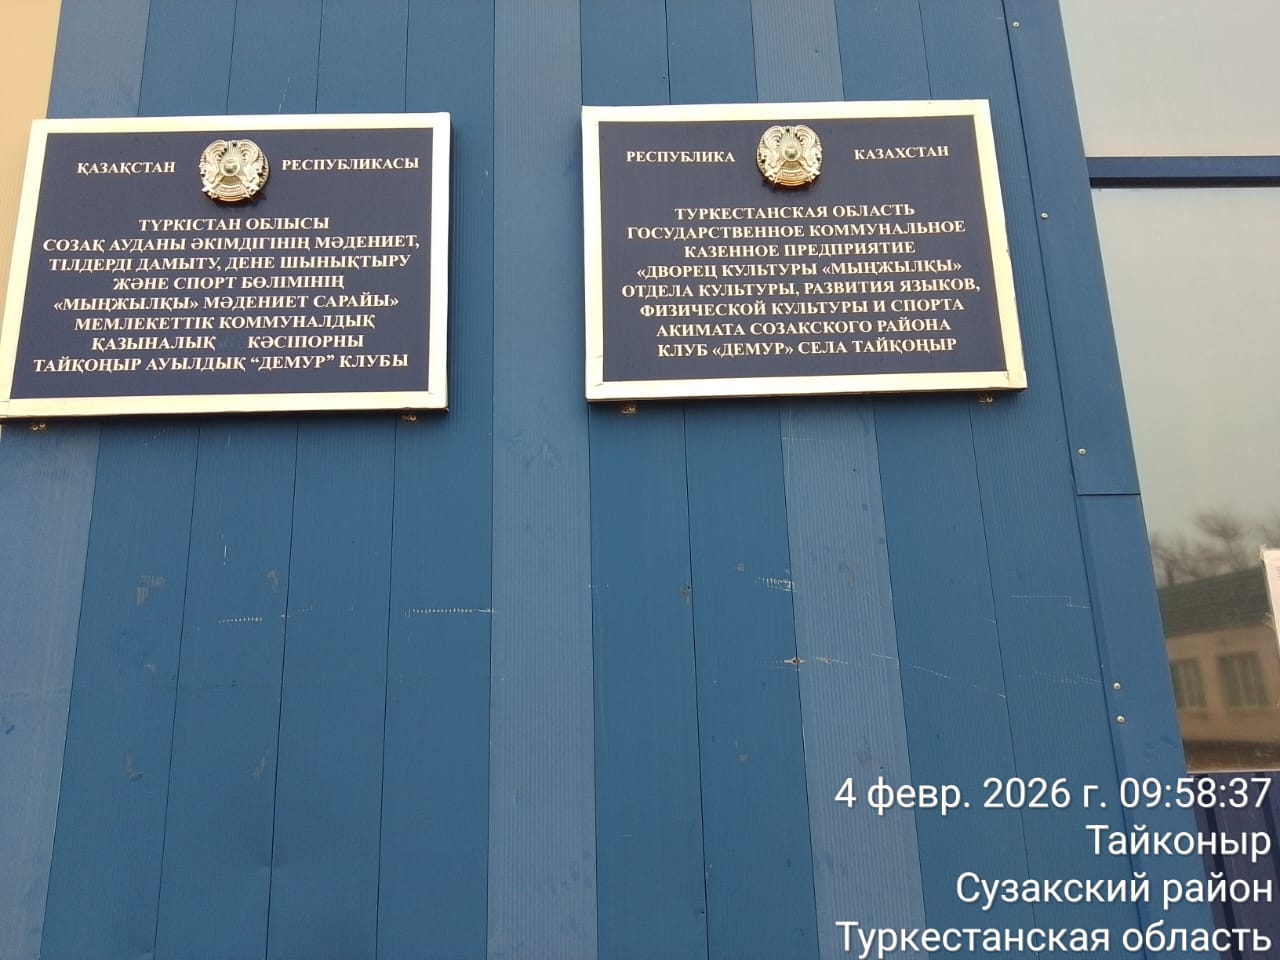 ҚАЗАҚСТАН РЕСПУБЛИКАСЫ
ТҮРКІСТАН ОБЛЫСЫ
СОЗАҚ АУДАНЫ ӘКІМДІГІНІҢ МӘДЕНИЕТ,
ТІЛДЕРДІ ДАМЫТУ, ДЕНЕ ШЫНЫҚТЫРУ
ЖӘНЕ СПОРТ БӨЛІМІНІҢ
«МЫҢЖЫЛҚЫ» МӘДЕНИЕТ САРАЙЫ»
МЕМЛЕКЕТТІК КОММУНАЛДЫҚ
ҚАЗЫНАЛЫҚ КӘСІПОРНЫ
ТАЙҚОҢЫР АУЫЛДЫҚ “ДЕМУР” КЛУБЫ
РЕСПУБЛИКА КАЗАХСТАН
ТУРКЕСТАНСКАЯ ОБЛАСТЬ
ГОСУДАРСТВЕННОЕ КОММУНАЛЬНОЕ
КАЗЕННОЕ ПРЕДПРИЯТИЕ
«ДВОРЕЦ КУЛЬТУРЫ «МЫҢЖЫЛҚЫ»
ОТДЕЛА КУЛЬТУРЫ, РАЗВИТИЯ ЯЗЫКОВ,
ФИЗИЧЕСКОЙ КУЛЬТУРЫ И СПОРТА
АКИМАТА СОЗАКСКОГО РАЙОНА
КЛУБ «ДЕМУР» СЕЛА ТАЙҚОҢЫР
4 февр. 2026 г. 09:58:37
Тайконыр
Сузакский район
Туркестанская область